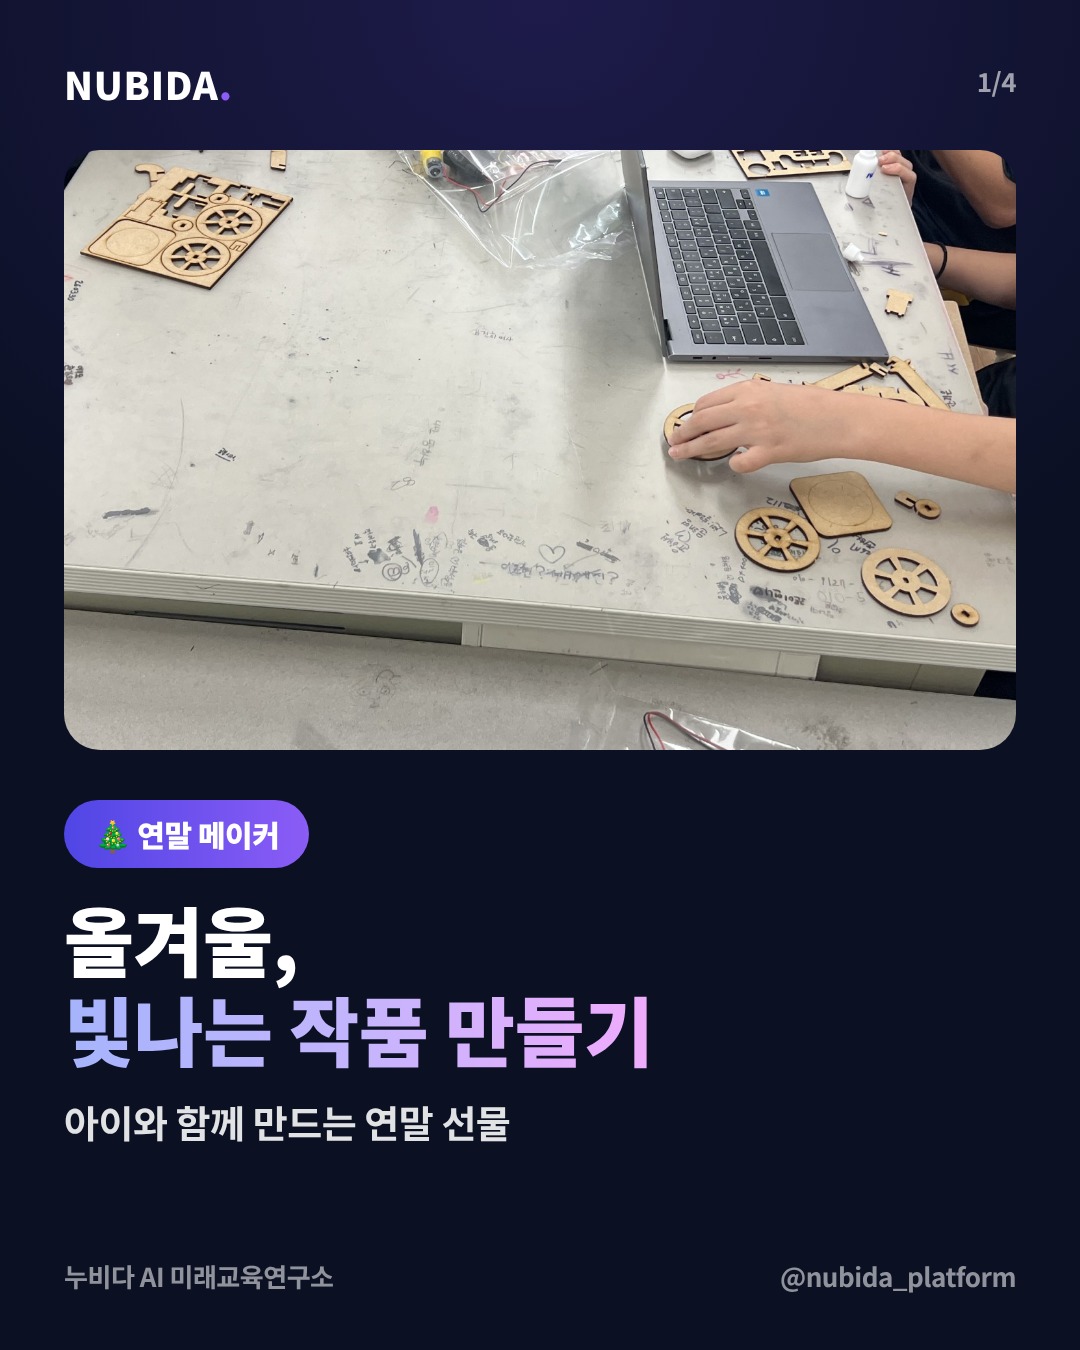 NUBIDA.
1/4
🎄 연말 메이커
올겨울,
빛나는 작품 만들기
아이와 함께 만드는 연말 선물
누비다 AI 미래교육연구소
@nubida_platform